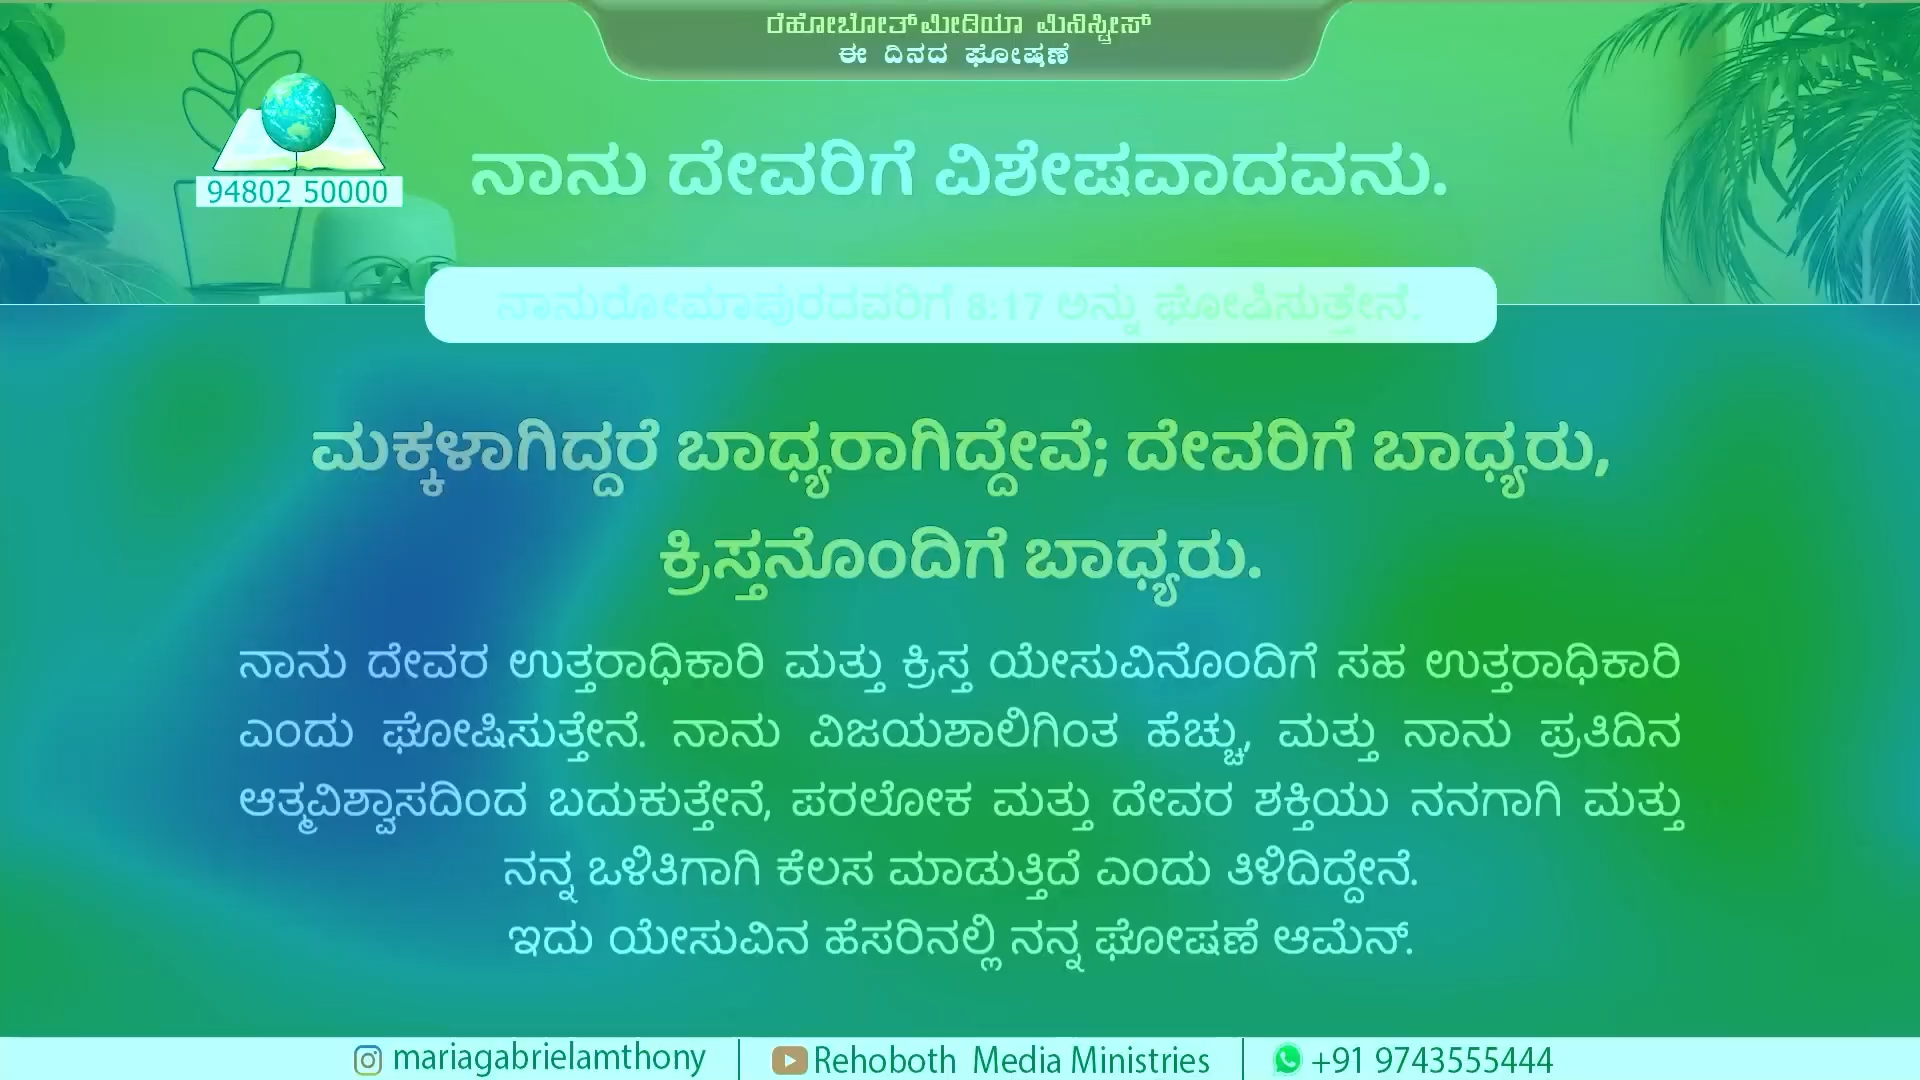 ರೆಹೋಬೋತ್ ಮೀಡಿಯಾ ಮಿನಿಸ್ಟ್ರೀಸ್
ಈ ದಿನದ ಘೋಷಣೆ
94802 50000
ನಾನು ದೇವರಿಗೆ ವಿಶೇಷವಾದವನು.
ನಾನುರೋಮಾಪುರದವರಿಗೆ 8:17 ಅನ್ನು ಘೋಷಿಸುತ್ತೇನೆ.
ಮಕ್ಕಳಾಗಿದ್ದರೆ ಬಾಧ್ಯರಾಗಿದ್ದೇವೆ; ದೇವರಿಗೆ ಬಾಧ್ಯರು,
ಕ್ರಿಸ್ತನೊಂದಿಗೆ ಬಾಧ್ಯರು.
ನಾನು ದೇವರ ಉತ್ತರಾಧಿಕಾರಿ ಮತ್ತು ಕ್ರಿಸ್ತ ಯೇಸುವಿನೊಂದಿಗೆ ಸಹ ಉತ್ತರಾಧಿಕಾರಿ
ಎಂದು ಘೋಷಿಸುತ್ತೇನೆ. ನಾನು ವಿಜಯಶಾಲಿಗಿಂತ ಹೆಚ್ಚು, ಮತ್ತು ನಾನು ಪ್ರತಿದಿನ
ಆತ್ಮವಿಶ್ವಾಸದಿಂದ ಬದುಕುತ್ತೇನೆ, ಪರಲೋಕ ಮತ್ತು ದೇವರ ಶಕ್ತಿಯು ನನಗಾಗಿ ಮತ್ತು
ನನ್ನ ಒಳಿತಿಗಾಗಿ ಕೆಲಸ ಮಾಡುತ್ತಿದೆ ಎಂದು ತಿಳಿದಿದ್ದೇನೆ.
ಇದು ಯೇಸುವಿನ ಹೆಸರಿನಲ್ಲಿ ನನ್ನ ಘೋಷಣೆ ಆಮೆನ್.
mariagabrielamthony
Rehoboth Media Ministries
+91 9743555444